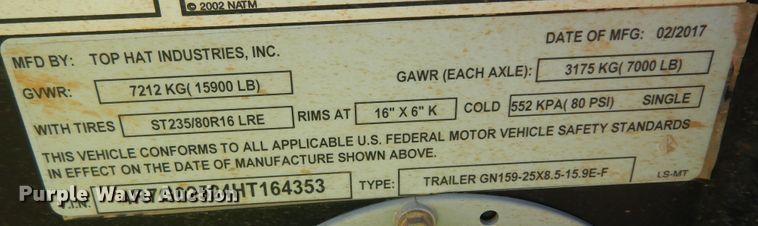 © 2002 NATM
MFD BY: TOP HAT INDUSTRIES, INC. DATE OF MFG: 02/2017
GVWR: 7212 KG( 15900 LB) GAWR (EACH AXLE): 3175 KG( 7000 LB)
WITH TIRES ST235/80R16 LRE RIMS AT 16" X 6" K COLD 552 KPA( 80 PSI) SINGLE
THIS VEHICLE CONFORMS TO ALL APPLICABLE U.S. FEDERAL MOTOR VEHICLE SAFETY STANDARDS
IN EFFECT ON THE DATE OF MANUFACTURE SHOWN ABOVE.
V.I.N. TYPE: TRAILER GN159-25X8.5-15.9E-F LS-MT
Purple Wave Auction